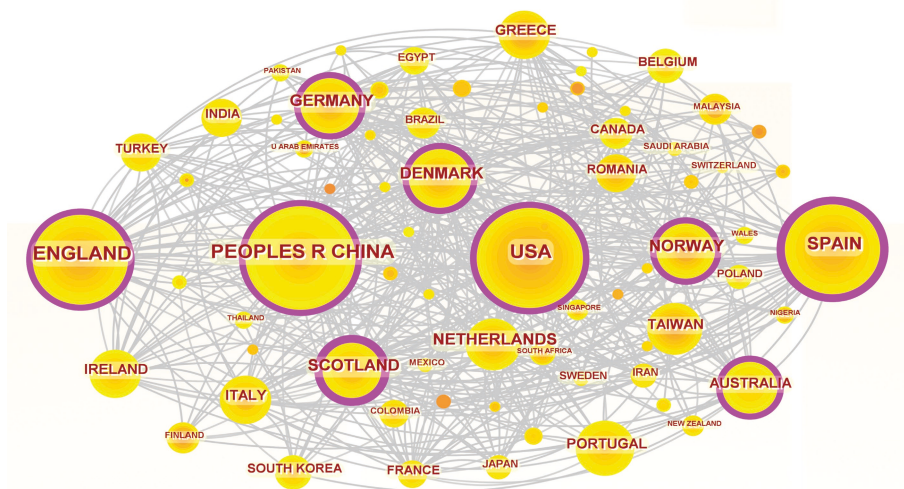 GREECE
EGYPT
BELGIUM
PAKISTAN
GERMANY
MALAYSIA
INDIA
BRAZIL
CANADA
TURKEY
U ARAB EMIRATES
SAUDI ARABIA
SWITZERLAND
DENMARK
ROMANIA
WALES
ENGLAND
PEOPLES R CHINA
USA
NORWAY
SPAIN
POLAND
SINGAPORE
NIGERIA
THAILAND
TAIWAN
NETHERLANDS
SOUTH AFRICA
IRELAND
SCOTLAND
MEXICO
SWEDEN
IRAN
AUSTRALIA
ITALY
COLOMBIA
NEW ZEALAND
FINLAND
PORTUGAL
SOUTH KOREA
FRANCE
JAPAN